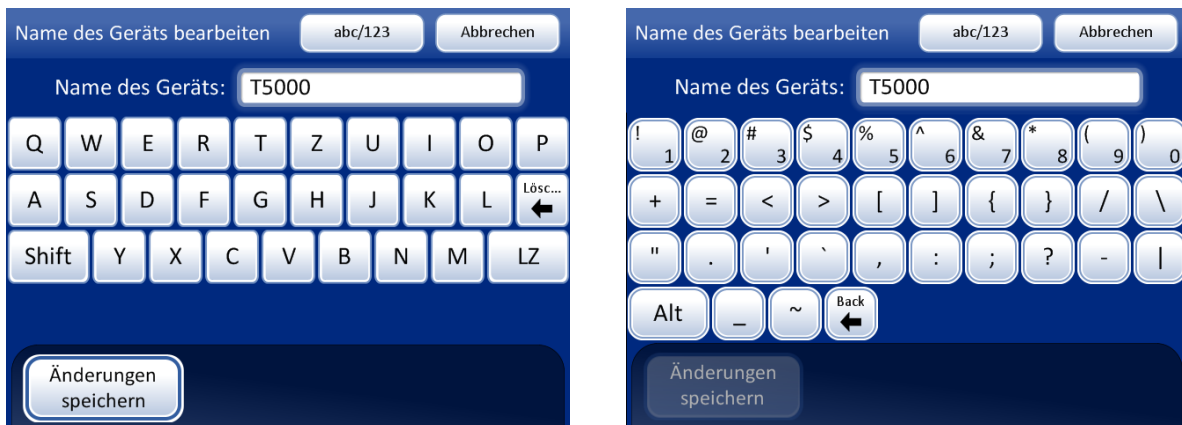 Name des Geräts bearbeiten abc/123 Abbrechen
Name des Geräts: T5000
Q W E R T Z U I O P
A S D F G H J K L Lösc...
Shift Y X C V B N M LZ
Änderungen
speichern
Name des Geräts bearbeiten abc/123 Abbrechen
Name des Geräts: T5000
! 1 @ 2 # 3 $ 4 % 5 ^ 6 & 7 * 8 ( 9 ) 0
+ = < > [ ] { } / \
" . ' ` , : ; ? - |
Alt _ ~ Back
Änderungen
speichern